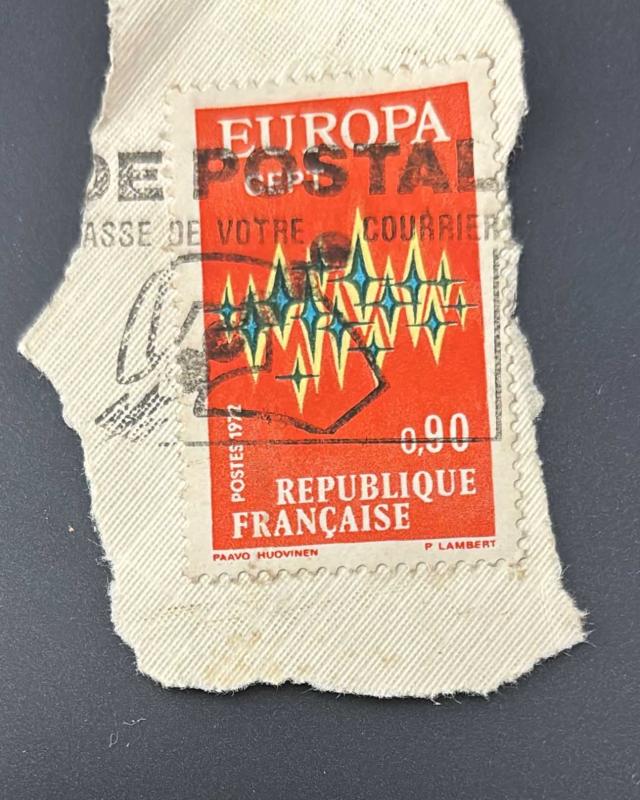 EUROPA
CEPT
DE POSTAL
ASSE DE VOTRE COURRIER
POSTES 1972
0,90
REPUBLIQUE
FRANÇAISE
PAAVO HUOVINEN
P LAMBERT